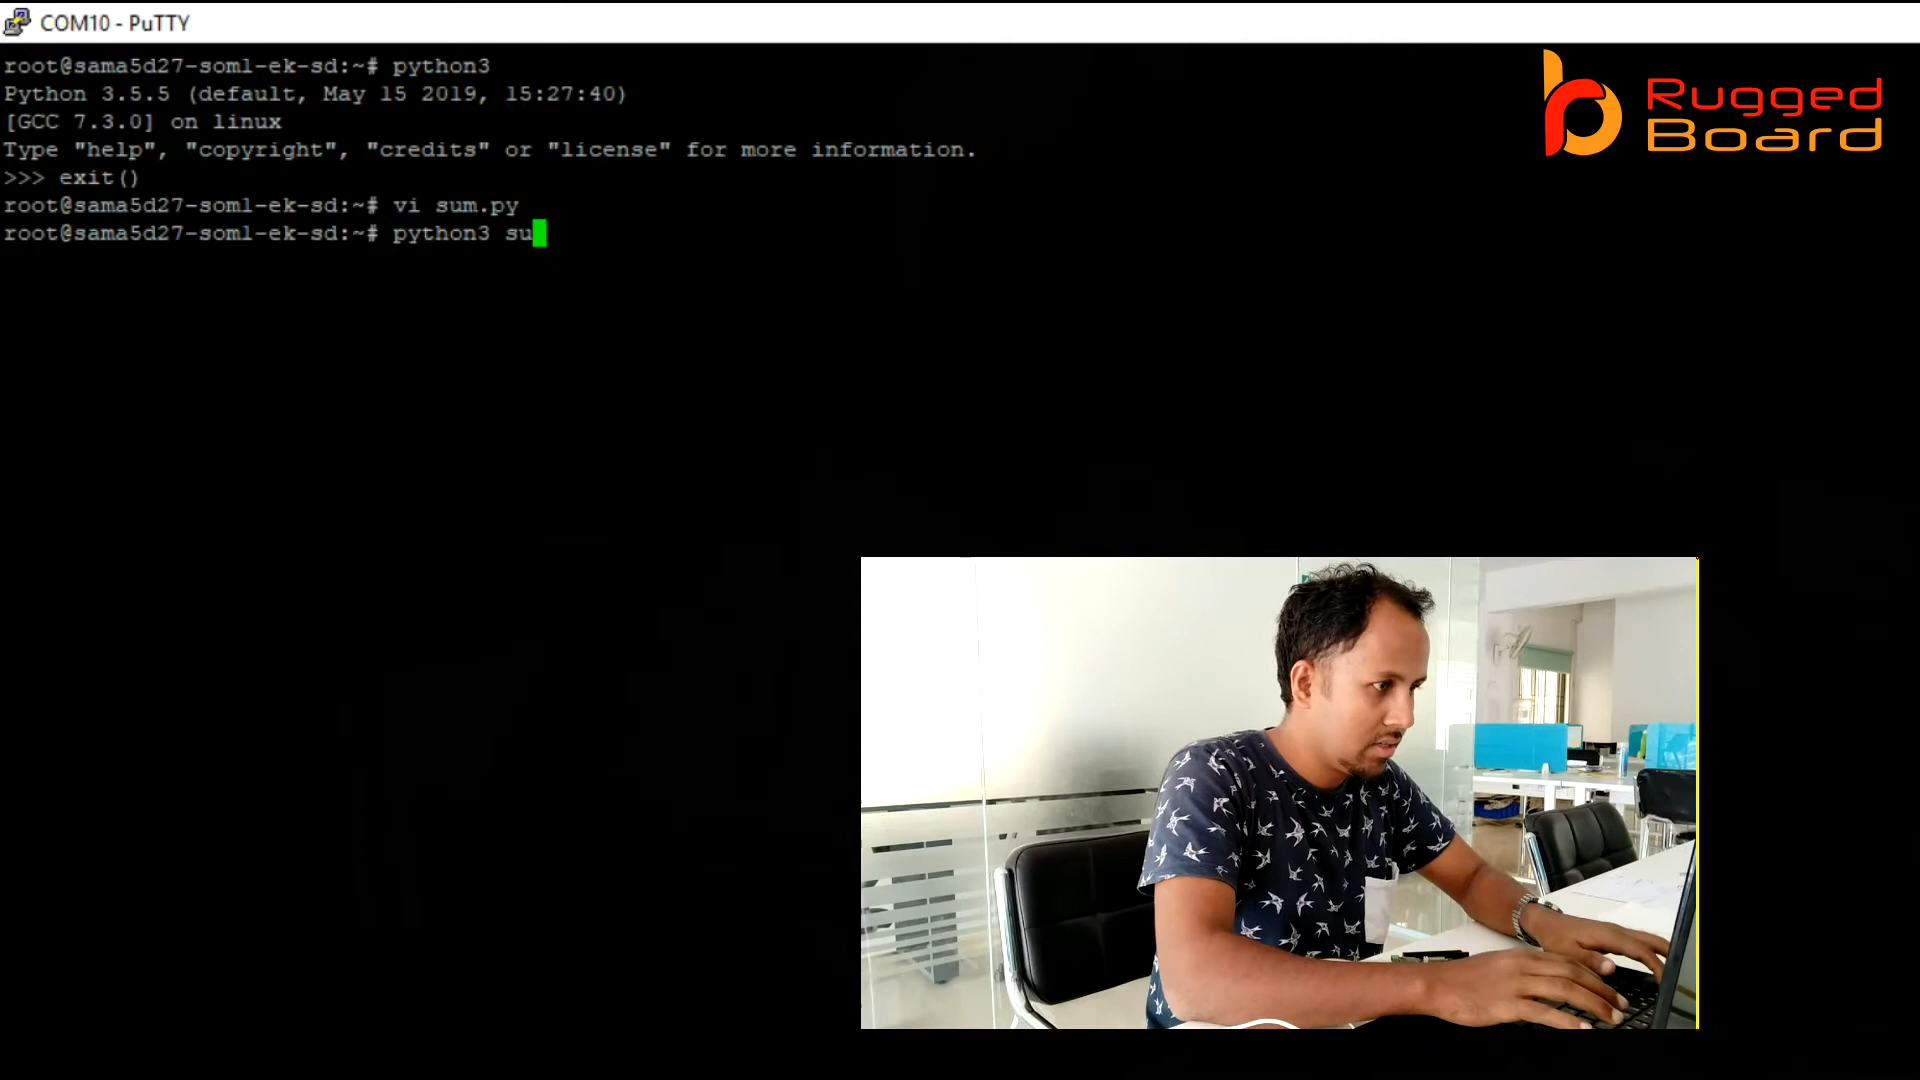 COM10 - PuTTY
root@sama5d27-som1-ek-sd:~# python3
Python 3.5.5 (default, May 15 2019, 15:27:40)
[GCC 7.3.0] on linux
Type "help", "copyright", "credits" or "license" for more information.
>>> exit()
root@sama5d27-som1-ek-sd:~# vi sum.py
root@sama5d27-som1-ek-sd:~# python3 su
Rugged
Board